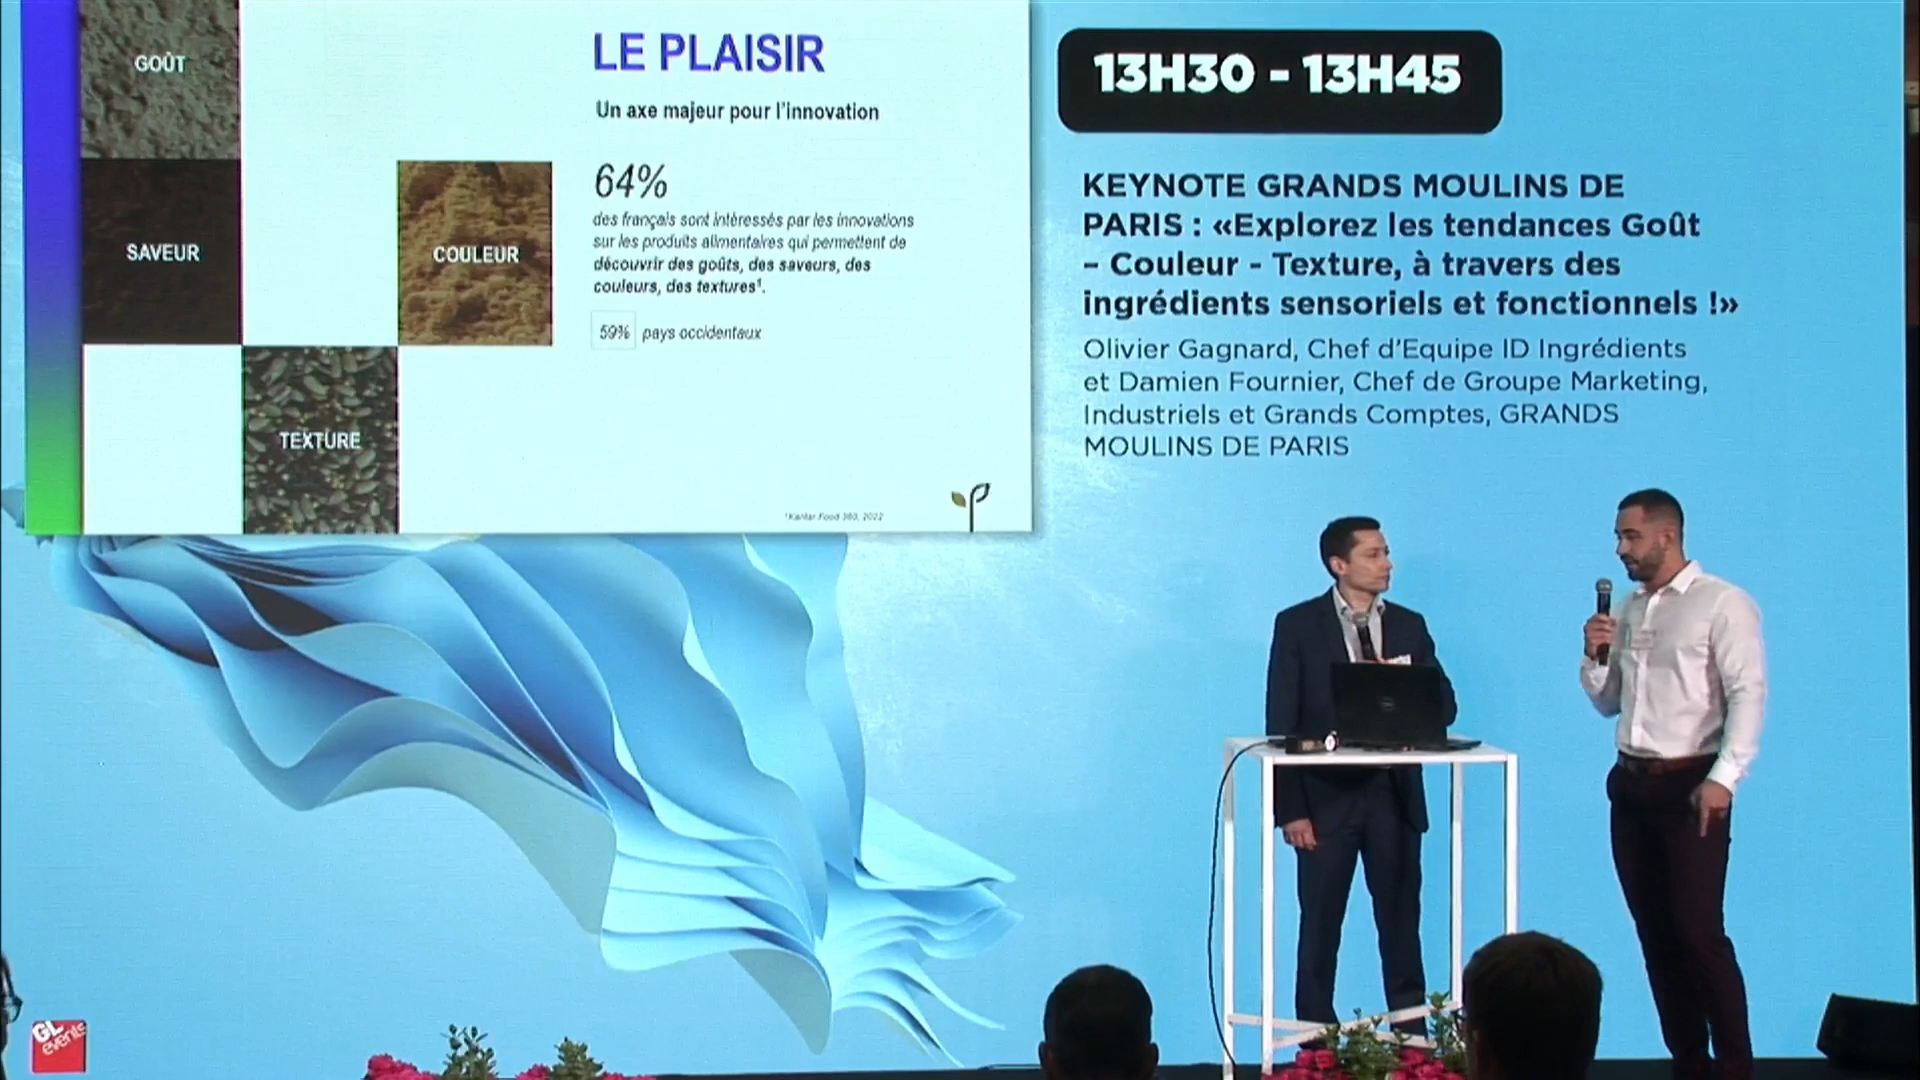 GOÛT
SAVEUR
COULEUR
TEXTURE
LE PLAISIR
Un axe majeur pour l'innovation
64%
des français sont intéressés par les innovations
sur les produits alimentaires qui permettent de
découvrir des goûts, des saveurs, des
couleurs, des textures¹.
59% pays occidentaux
¹Kantar Food 360, 2022
13H30 - 13H45
KEYNOTE GRANDS MOULINS DE
PARIS : «Explorez les tendances Goût
– Couleur - Texture, à travers des
ingrédients sensoriels et fonctionnels !»
Olivier Gagnard, Chef d'Equipe ID Ingrédients
et Damien Fournier, Chef de Groupe Marketing,
Industriels et Grands Comptes, GRANDS
MOULINS DE PARIS
GL
events